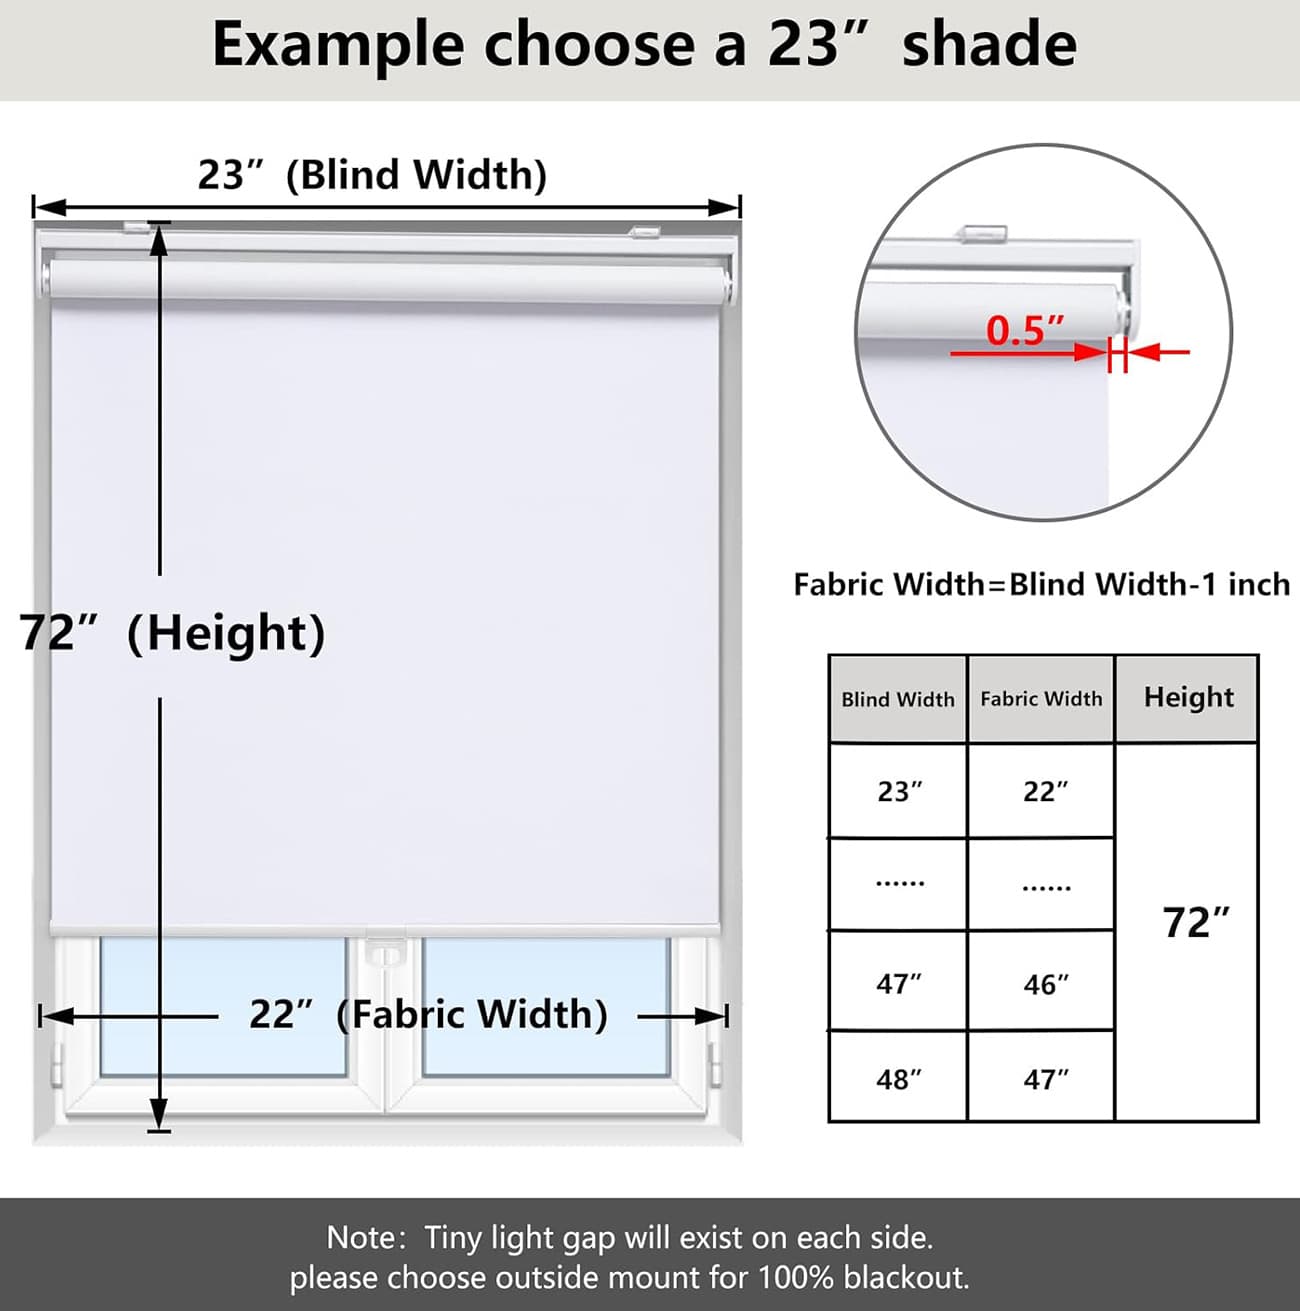 Example choose a 23″ shade
23″ (Blind Width)
0.5″
72″ (Height)
Fabric Width=Blind Width-1 inch
Blind Width Fabric Width Height
23″ 22″
...... ......
72″
47″ 46″
48″ 47″
22″ (Fabric Width)
Note: Tiny light gap will exist on each side.
please choose outside mount for 100% blackout.